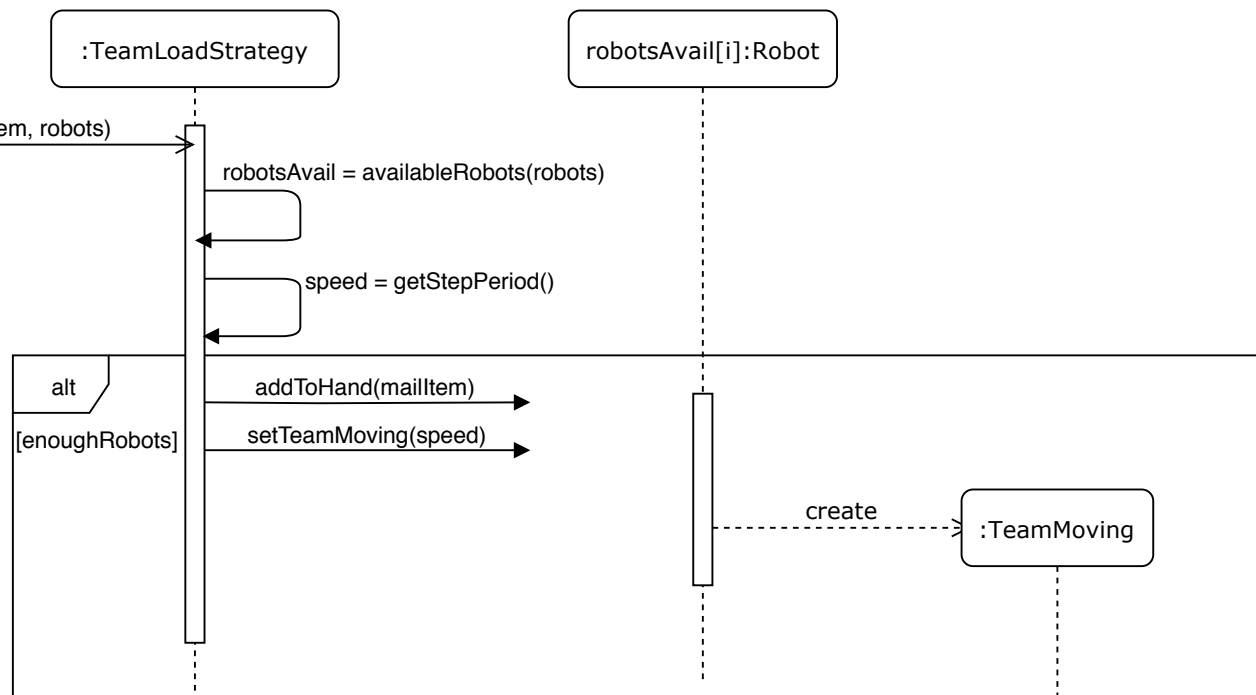 :TeamLoadStrategy
robotsAvail[i]:Robot
em, robots)
robotsAvail = availableRobots(robots)
speed = getStepPeriod()
alt
addToHand(mailItem)
[enoughRobots]
setTeamMoving(speed)
create
:TeamMoving